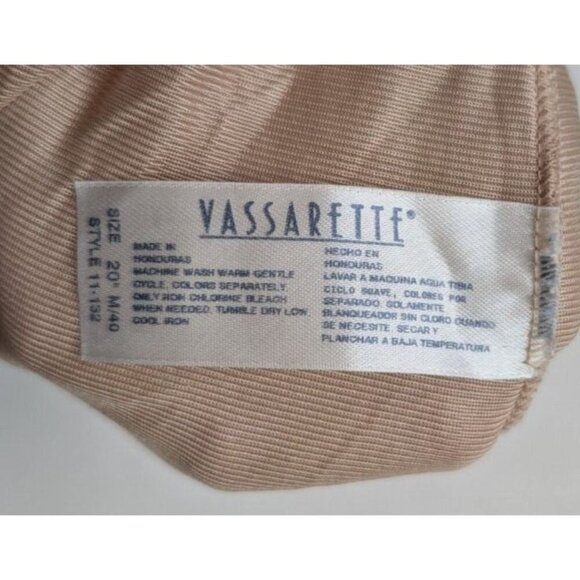 VASSARETTE®
SIZE 20" M/40
STYLE 11-132
MADE IN
HONDURAS
MACHINE WASH WARM GENTLE
CYCLE, COLORS SEPARATELY.
ONLY NON CHLORINE BLEACH
WHEN NEEDED, TUMBLE DRY LOW
COOL IRON
HECHO EN
HONDURAS
LAVAR A MAQUINA AGUA TIBIA
CICLO SUAVE, COLORES POR
SEPARADO. SOLAMENTE
BLANQUEADOR SIN CLORO CUANDO
SE NECESITE, SECAR Y
PLANCHAR A BAJA TEMPERATURA